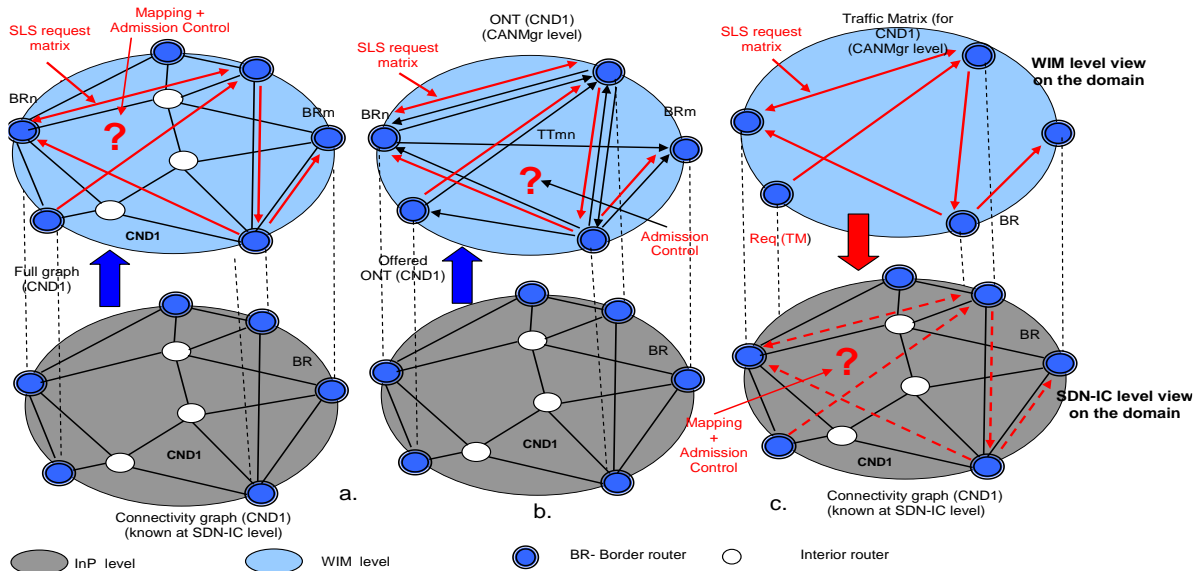 Mapping +
Admission Control
SLS request
matrix
BRn
?
BRm
CND1
Full graph
(CND1)
BR
CND1
a.
Connectivity graph (CND1)
(known at SDN-IC level)
ONT (CND1)
(CANMgr level)
SLS request
matrix
BRn
BRm
TTmn
?
Admission
Control
Offered
ONT (CND1)
BR
CND1
b.
Traffic Matrix (for
CND1)
(CANMgr level)
SLS request
matrix
WIM level view
on the domain
BR
Req (TM)
BR
?
SDN-IC level view
on the domain
Mapping
+
Admission
Control
CND1
c.
Connectivity graph (CND1)
(known at SDN-IC level)
InP level
WIM level
BR- Border router
Interior router